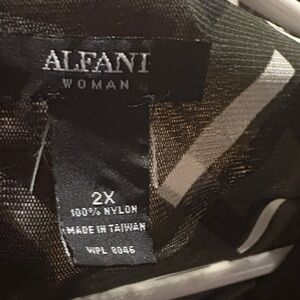 ALFANI
WOMAN
2X
100% NYLON
MADE IN TAIWAN
WPL 8046